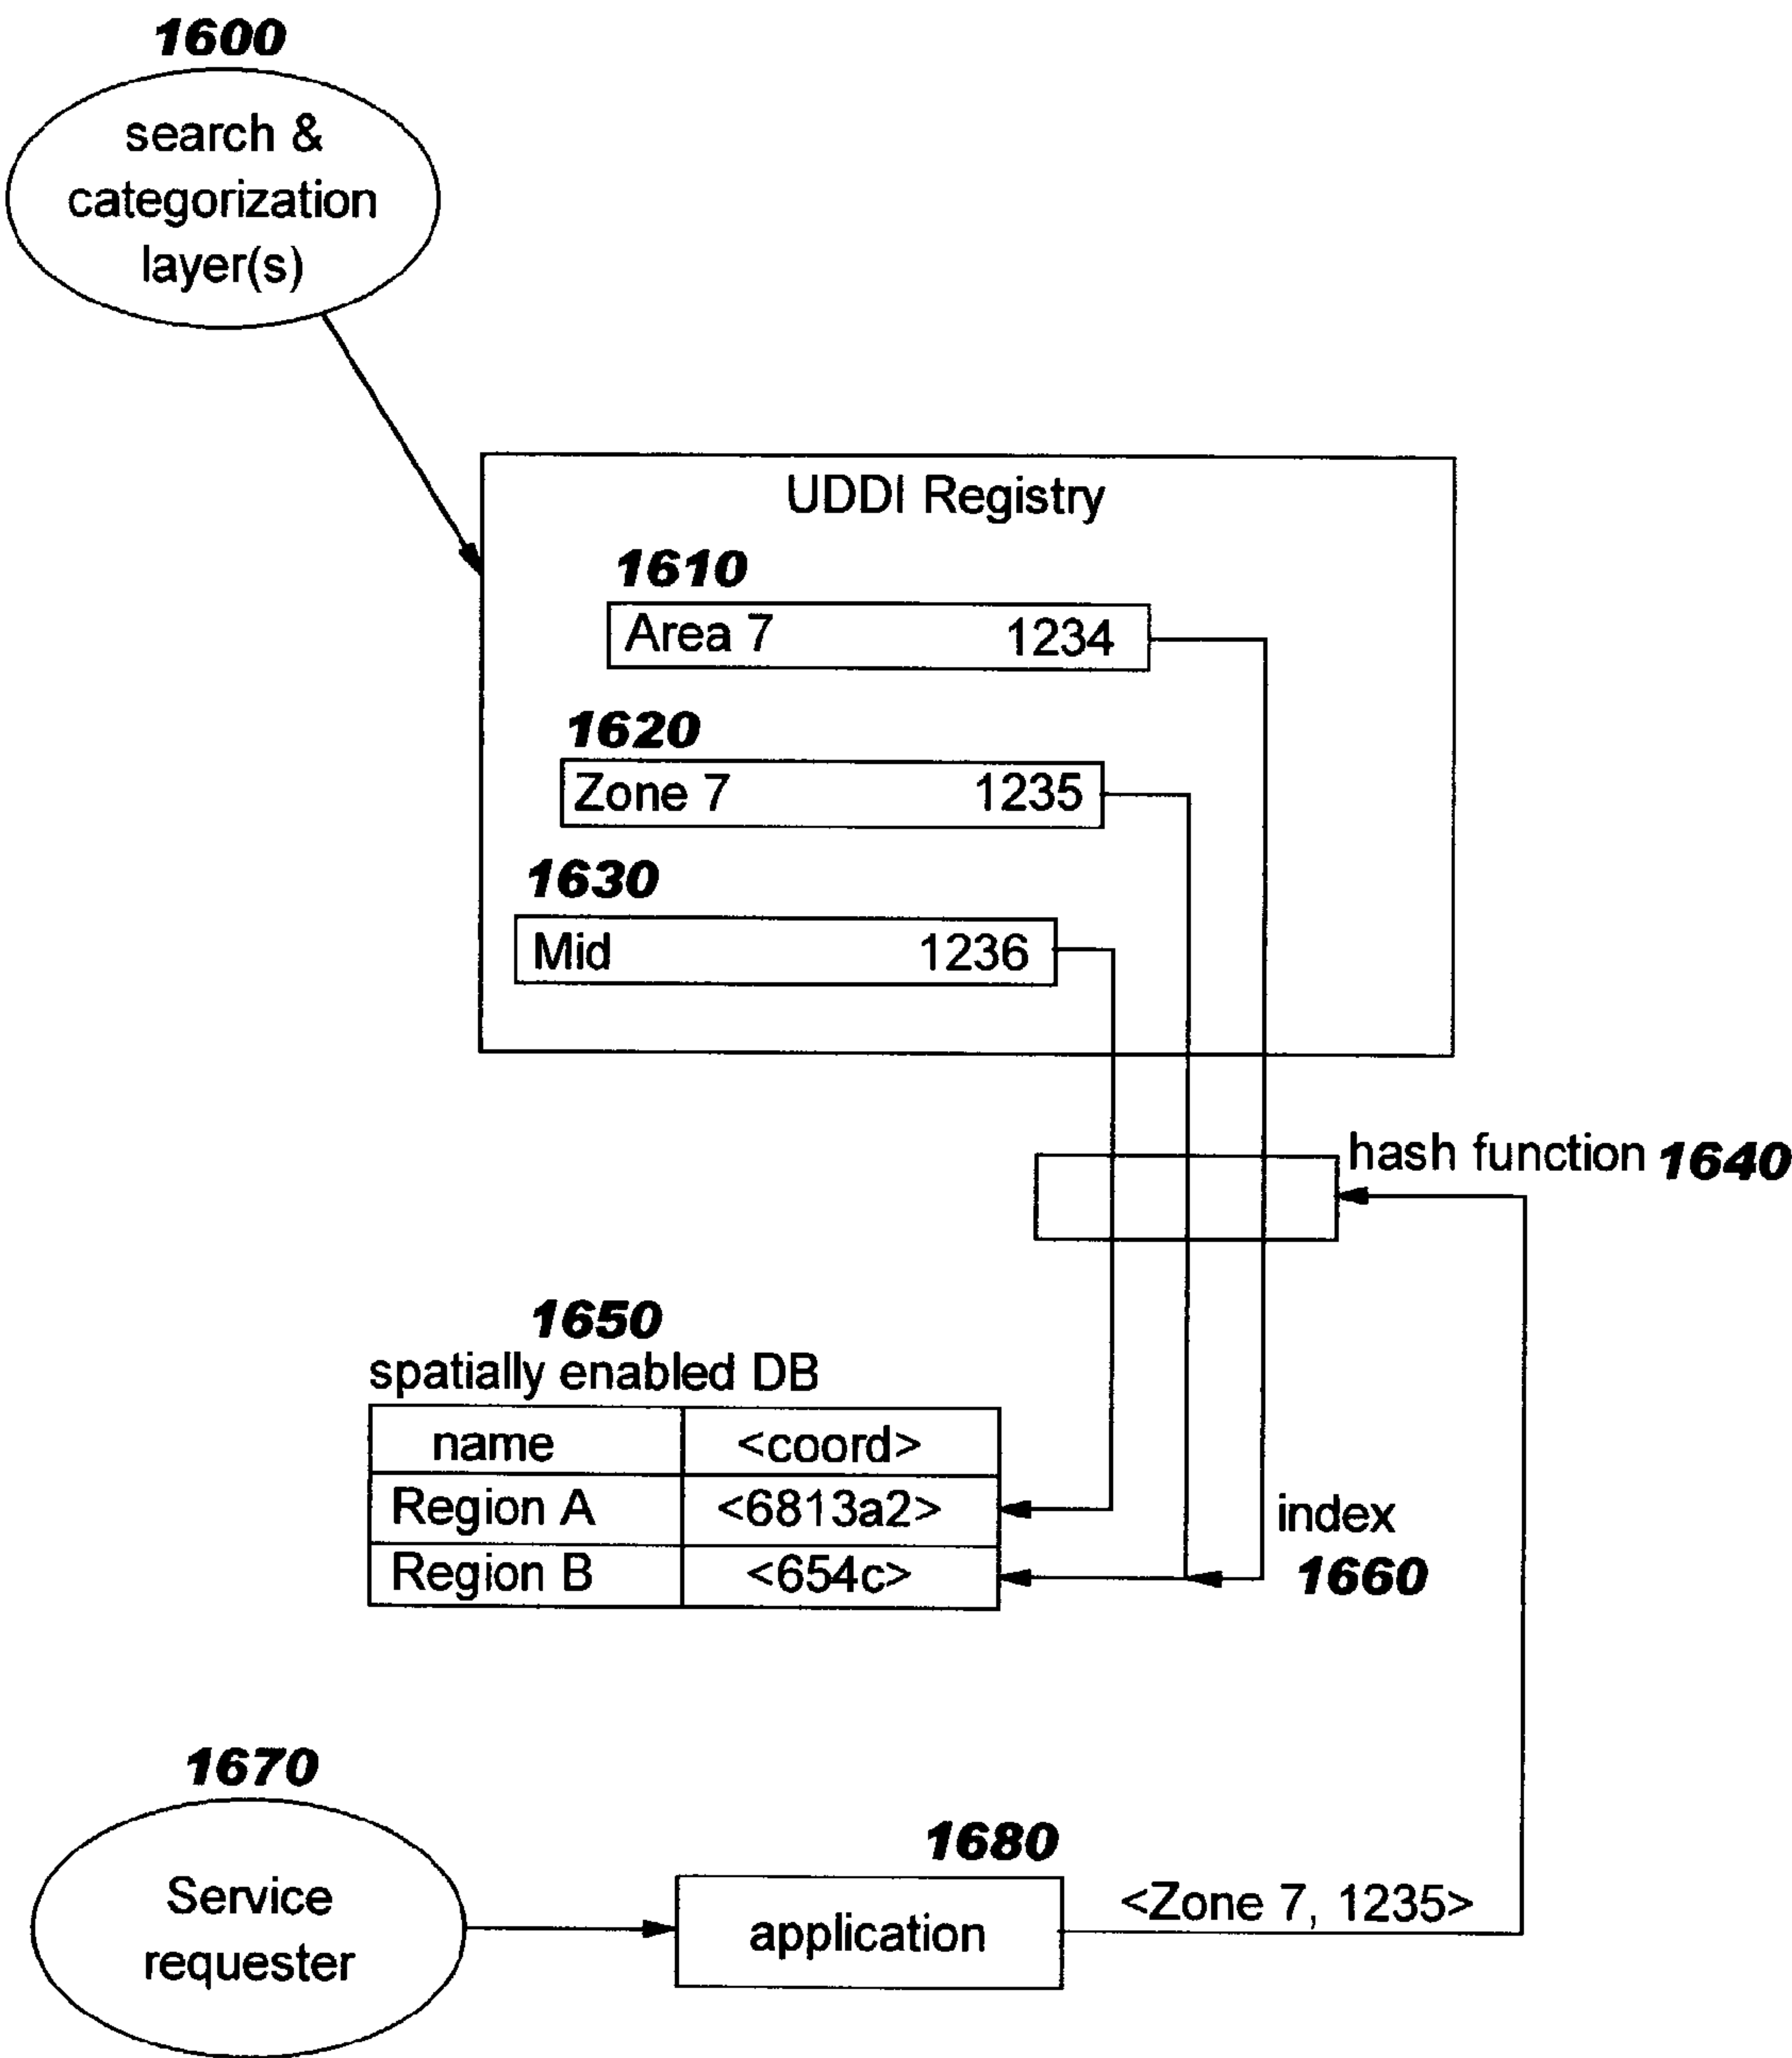 1600
search &
categorization
layer(s)
UDDI Registry
1610
Area 7 1234
1620
Zone 7 1235
1630
Mid 1236
hash function 1640
1650
spatially enabled DB
name <coord>
Region A <6813a2>
Region B <654c>
index
1660
1670
Service
requester
1680
application
<Zone 7, 1235>